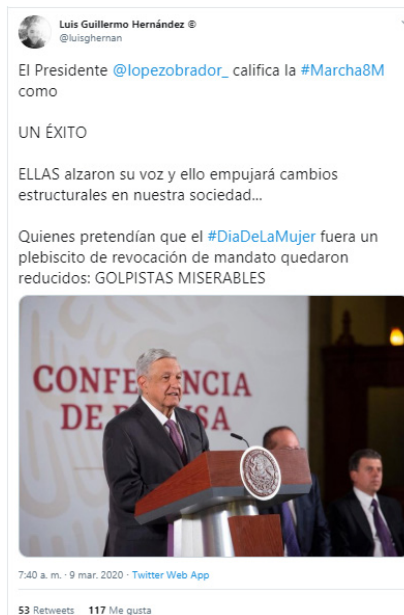 Luis Guillermo Hernández ®
@luisghernan
El Presidente @lopezobrador_ califica la #Marcha8M
como
UN ÉXITO
ELLAS alzaron su voz y ello empujará cambios
estructurales en nuestra sociedad...
Quienes pretendían que el #DiaDeLaMujer fuera un
plebiscito de revocación de mandato quedaron
reducidos: GOLPISTAS MISERABLES
CONFERENCIA
DE PRENSA
7:40 a. m. · 9 mar. 2020 · Twitter Web App
53 Retweets 117 Me gusta